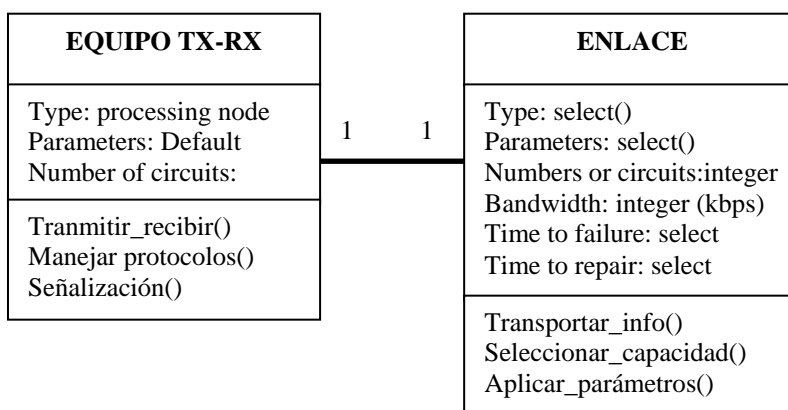 EQUIPO TX-RX
Type: processing node
Parameters: Default
Number of circuits:
Tranmitir_recibir()
Manejar protocolos()
Señalización()
1 1
ENLACE
Type: select()
Parameters: select()
Numbers or circuits:integer
Bandwidth: integer (kbps)
Time to failure: select
Time to repair: select
Transportar_info()
Seleccionar_capacidad()
Aplicar_parámetros()